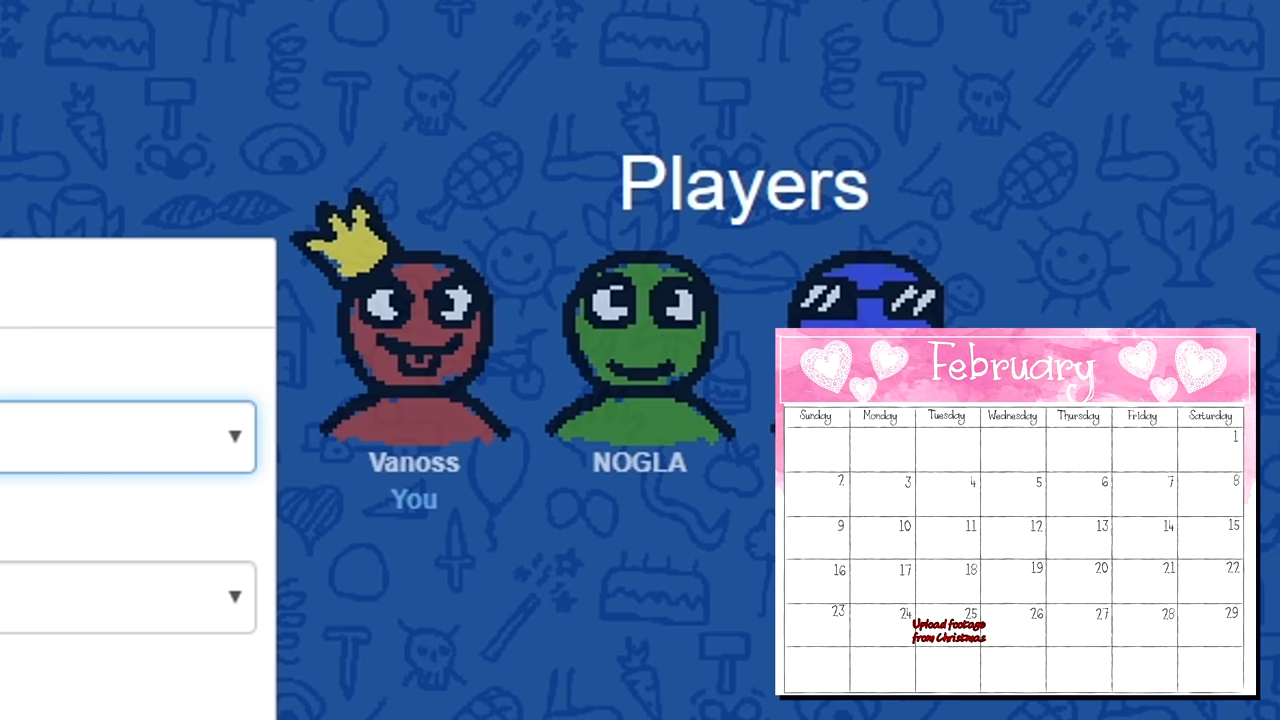 Players
Vanoss
You
NOGLA
February
Sunday Monday Tuesday Wednesday Thursday Friday Saturday
1
2 3 4 5 6 7 8
9 10 11 12 13 14 15
16 17 18 19 20 21 22
23 24 25 26 27 28 29
Upload footage
from Christmas